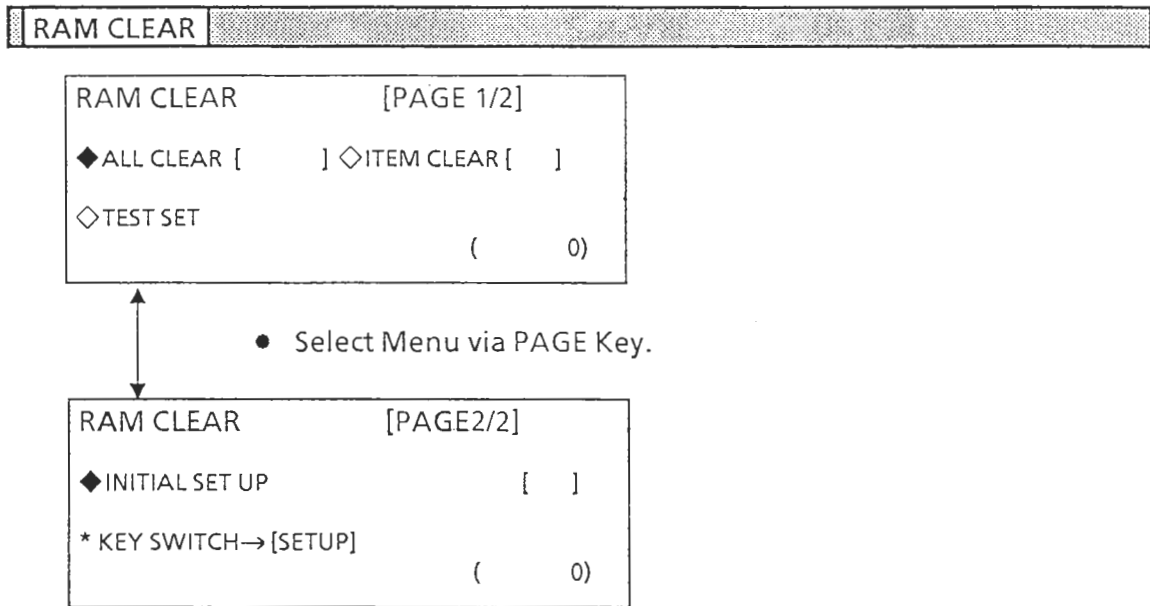 RAM CLEAR
RAM CLEAR [PAGE 1/2]
◆ALL CLEAR [ ] ◇ITEM CLEAR [ ]
◇TEST SET
( 0)
● Select Menu via PAGE Key.
RAM CLEAR [PAGE2/2]
◆INITIAL SET UP [ ]
* KEY SWITCH→[SETUP]
( 0)